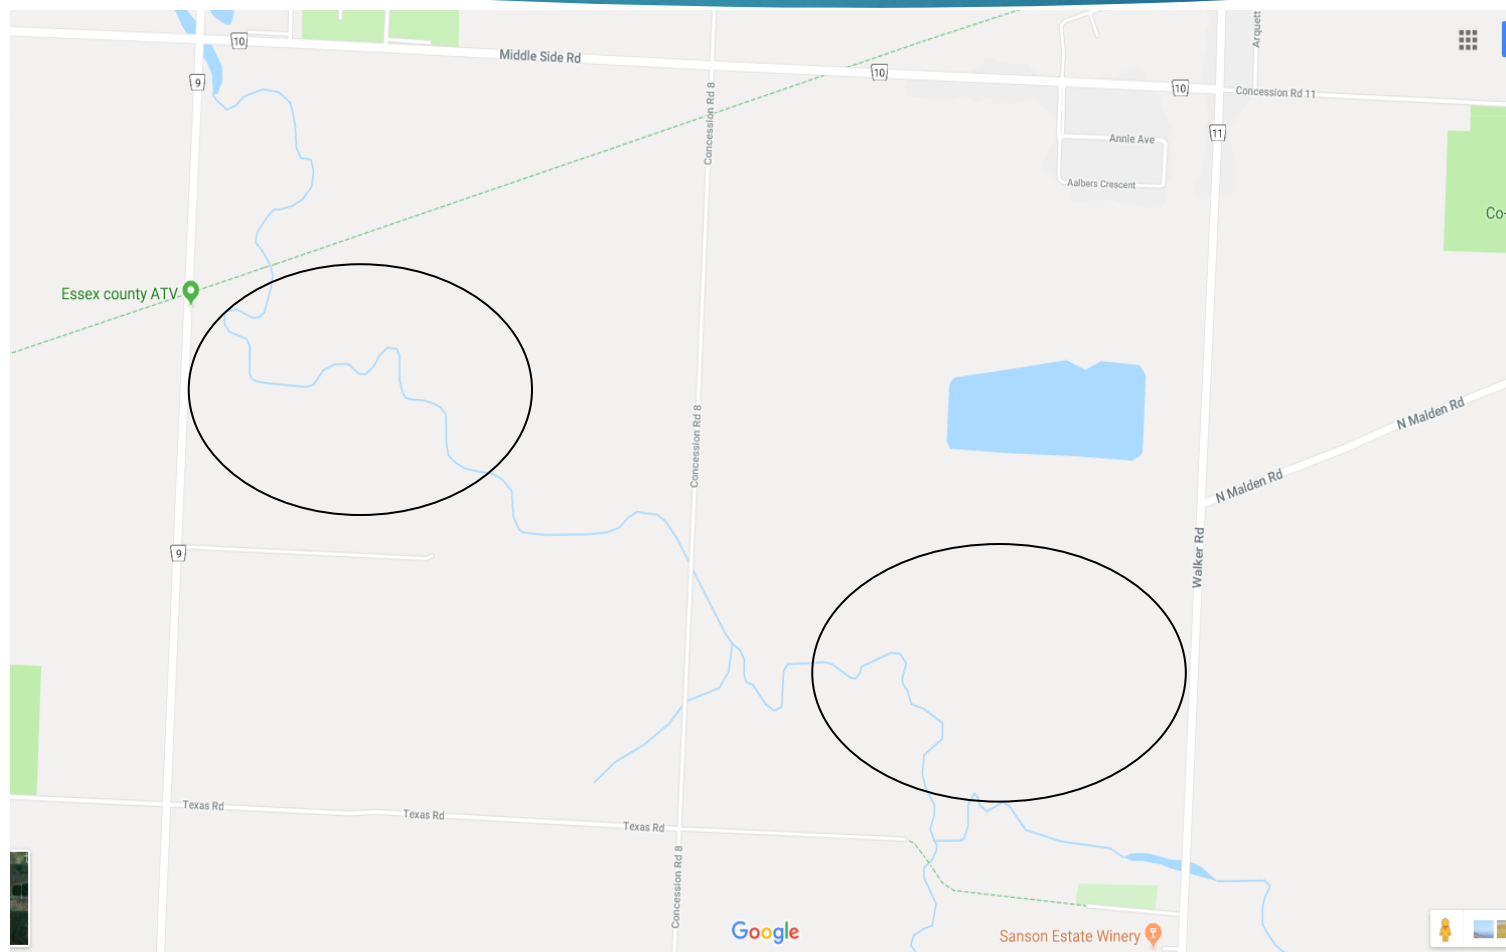 10
Middle Side Rd
10
10
Concession Rd 11
Arquett
9
Concession Rd 8
11
Annie Ave
Aalbers Crescent
Co-
Essex county ATV
Concession Rd 8
N Malden Rd
N Malden Rd
9
Walker Rd
Texas Rd
Texas Rd
Texas Rd
Concession Rd 8
Google
Sanson Estate Winery